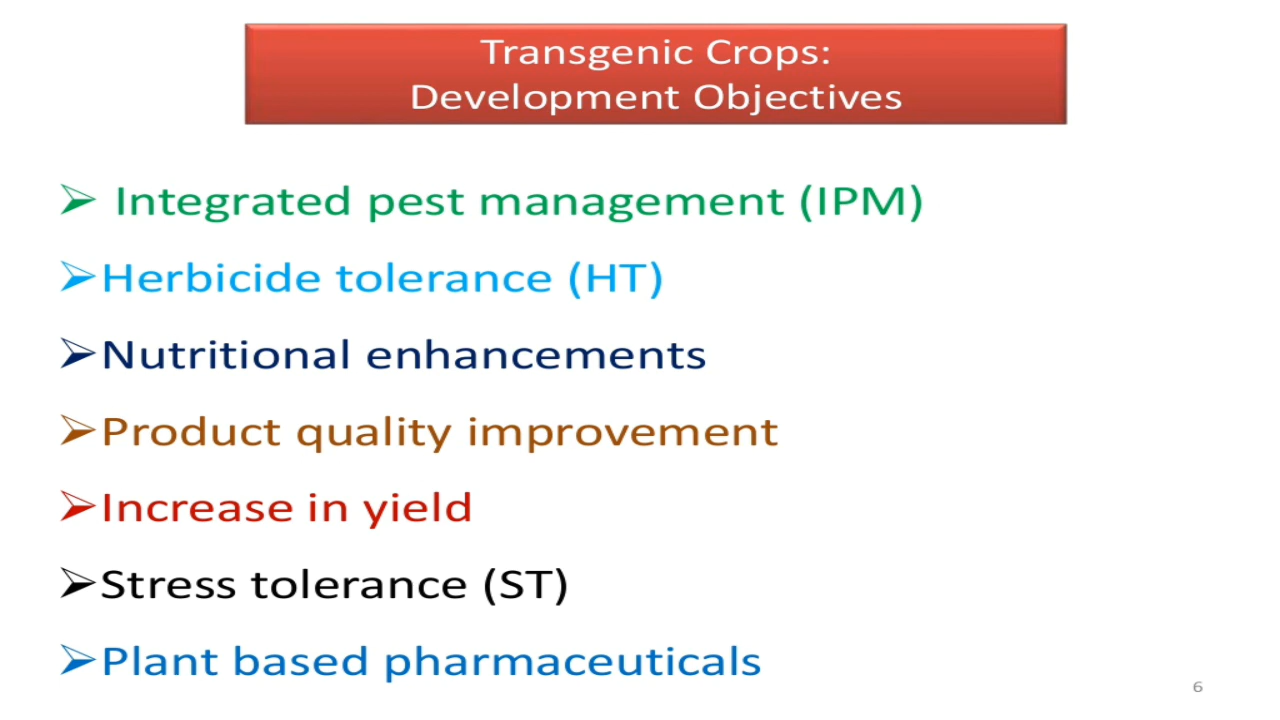 Transgenic Crops:
Development Objectives
➢ Integrated pest management (IPM)
➢Herbicide tolerance (HT)
➢Nutritional enhancements
➢Product quality improvement
➢Increase in yield
➢Stress tolerance (ST)
➢Plant based pharmaceuticals
6